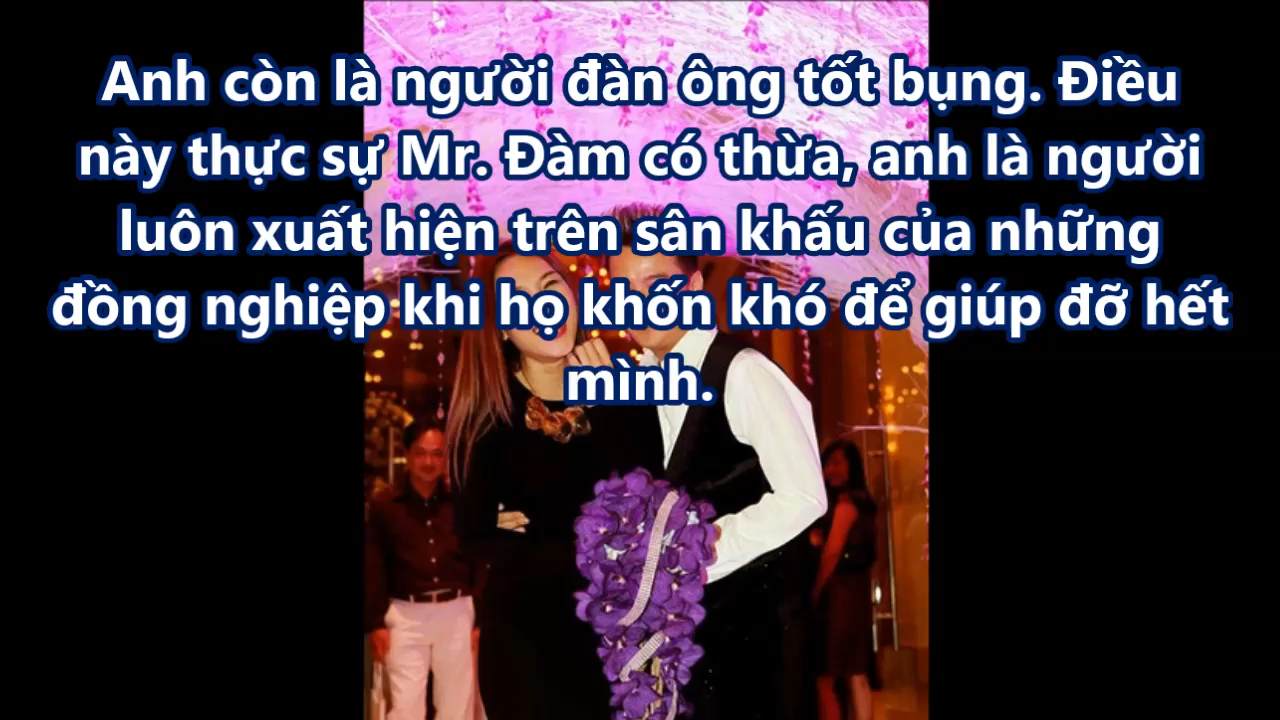 Anh còn là người đàn ông tốt bụng. Điều
này thực sự Mr. Đàm có thừa, anh là người
luôn xuất hiện trên sân khấu của những
đồng nghiệp khi họ khốn khó để giúp đỡ hết
mình.